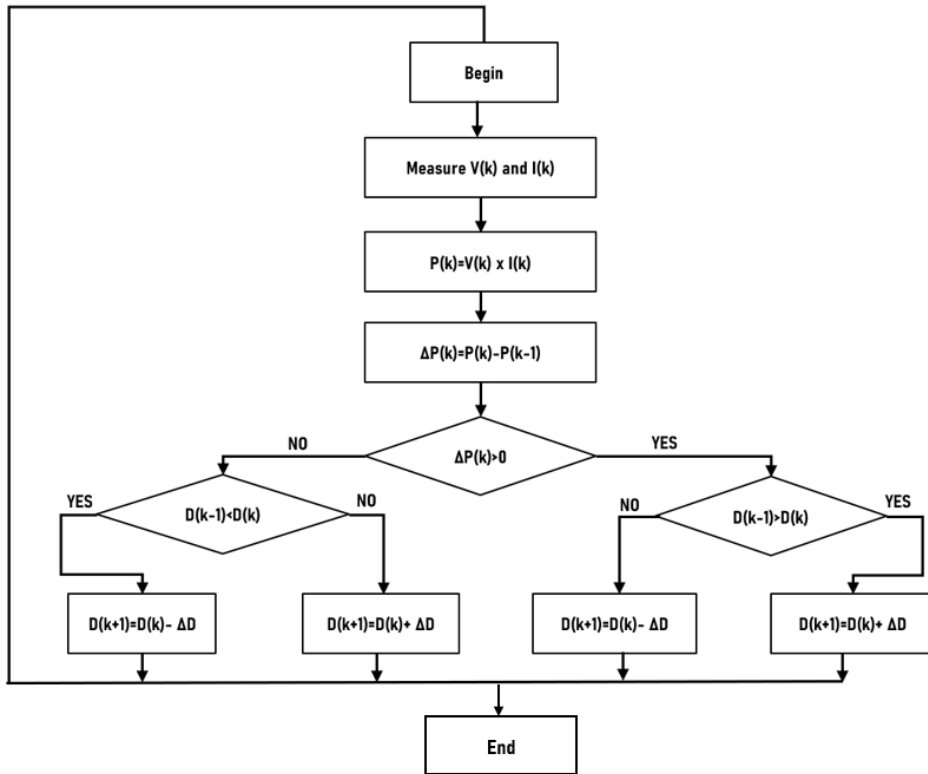 Begin
Measure V(k) and I(k)
P(k)=V(k) x I(k)
ΔP(k)=P(k)-P(k-1)
NO
YES
ΔP(k)>0
YES
NO
NO
YES
D(k-1)<D(k)
D(k-1)>D(k)
D(k+1)=D(k)- ΔD
D(k+1)=D(k)+ ΔD
D(k+1)=D(k)- ΔD
D(k+1)=D(k)+ ΔD
End